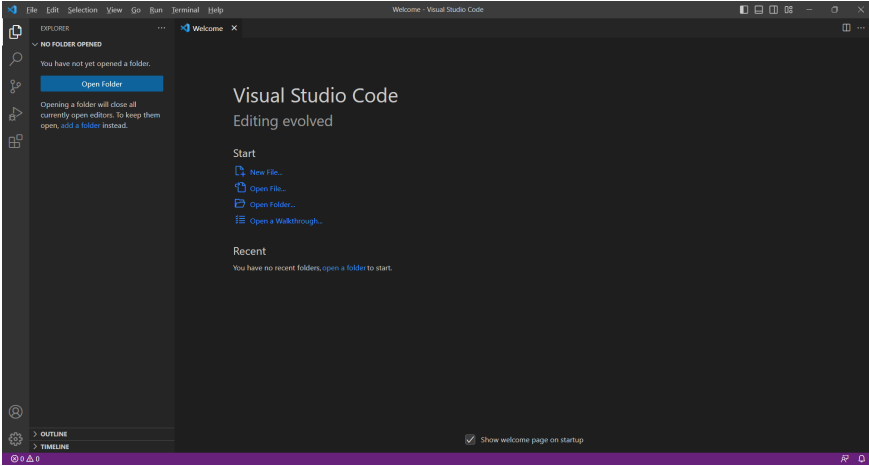 File Edit Selection View Go Run Terminal Help
Welcome - Visual Studio Code
EXPLORER
NO FOLDER OPENED
You have not yet opened a folder.
Open Folder
Opening a folder will close all
currently open editors. To keep them
open, add a folder instead.
OUTLINE
TIMELINE
Welcome
Visual Studio Code
Editing evolved
Start
New File...
Open File...
Open Folder...
Open a Walkthrough...
Recent
You have no recent folders, open a folder to start.
Show welcome page on startup
0 0